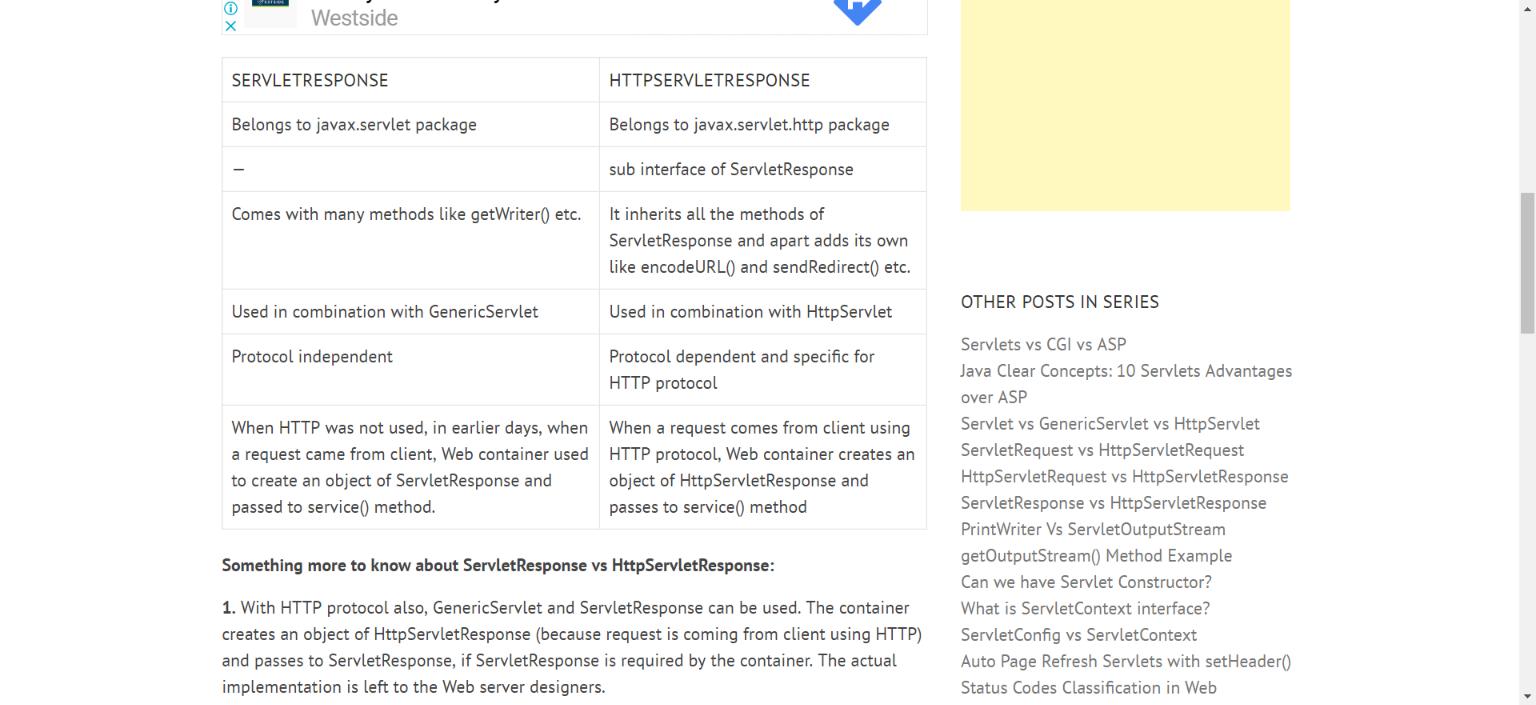 Westside
SERVLETRESPONSE
HTTPSERVLETRESPONSE
Belongs to javax.servlet package
Belongs to javax.servlet.http package
—
sub interface of ServletResponse
Comes with many methods like getWriter() etc.
It inherits all the methods of
ServletResponse and apart adds its own
like encodeURL() and sendRedirect() etc.
Used in combination with GenericServlet
Used in combination with HttpServlet
Protocol independent
Protocol dependent and specific for
HTTP protocol
When HTTP was not used, in earlier days, when
a request came from client, Web container used
to create an object of ServletResponse and
passed to service() method.
When a request comes from client using
HTTP protocol, Web container creates an
object of HttpServletResponse and
passes to service() method
Something more to know about ServletResponse vs HttpServletResponse:
1. With HTTP protocol also, GenericServlet and ServletResponse can be used. The container
creates an object of HttpServletResponse (because request is coming from client using HTTP)
and passes to ServletResponse, if ServletResponse is required by the container. The actual
implementation is left to the Web server designers.
OTHER POSTS IN SERIES
Servlets vs CGI vs ASP
Java Clear Concepts: 10 Servlets Advantages
over ASP
Servlet vs GenericServlet vs HttpServlet
ServletRequest vs HttpServletRequest
HttpServletRequest vs HttpServletResponse
ServletResponse vs HttpServletResponse
PrintWriter Vs ServletOutputStream
getOutputStream() Method Example
Can we have Servlet Constructor?
What is ServletContext interface?
ServletConfig vs ServletContext
Auto Page Refresh Servlets with setHeader()
Status Codes Classification in Web